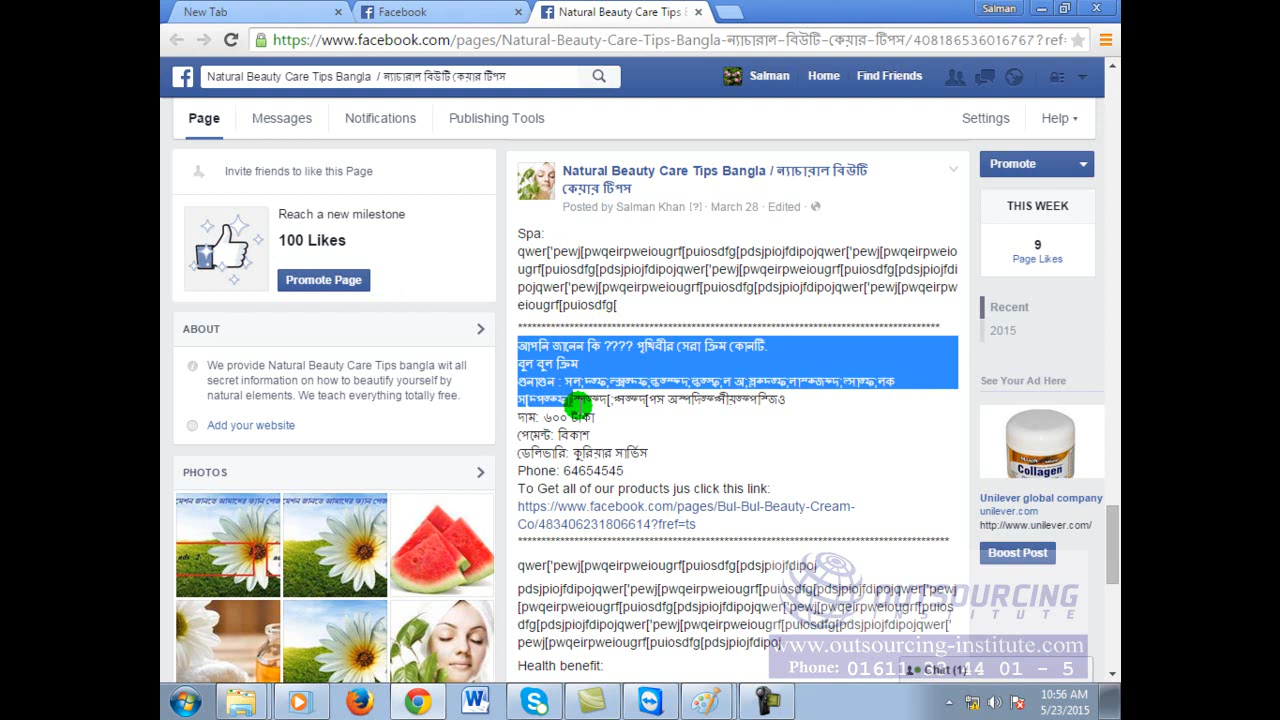 New Tab
Facebook
Natural Beauty Care Tips B
Salman
https://www.facebook.com/pages/Natural-Beauty-Care-Tips-Bangla-ন্যাচারাল-বিউটি-কেয়ার-টিপস/408186536016767?ref=
Natural Beauty Care Tips Bangla / ন্যাচারাল বিউটি কেয়ার টিপস
Salman
Home
Find Friends
Page
Messages
Notifications
Publishing Tools
Settings
Help
Invite friends to like this Page
Reach a new milestone
100 Likes
Promote Page
ABOUT
We provide Natural Beauty Care Tips bangla wit all
secret information on how to beautify yourself by
natural elements. We teach everything totally free.
Add your website
PHOTOS
Natural Beauty Care Tips Bangla / ন্যাচারাল বিউটি
কেয়ার টিপস
Posted by Salman Khan [?] · March 28 · Edited ·
Spa:
qwer['pewj[pwqeirpweiougrf[puiosdfg[pdsjpiojfdipojqwer['pewj[pwqeirpweio
ugrf[puiosdfg[pdsjpiojfdipojqwer['pewj[pwqeirpweiougrf[puiosdfg[pdsjpiojfdi
pojqwer['pewj[pwqeirpweiougrf[puiosdfg[pdsjpiojfdipojqwer['pewj[pwqeirpw
eiougrf[puiosdfg[
আপনি জানেন কি ???? পৃথিবীর সেরা ক্রিম কোনটি.
বুল বুল ক্রিম
গুনাগুন :
দাম: ৬০০ টাকা
পেমেন্ট: বিকাশ
ডেলিভারি: কুরিয়ার সার্ভিস
Phone: 64654545
To Get all of our products jus click this link:
https://www.facebook.com/pages/Bul-Bul-Beauty-Cream-
Co/483406231806614?fref=ts
qwer['pewj[pwqeirpweiougrf[puiosdfg[pdsjpiojfdipoj
pdsjpiojfdipojqwer['pewj[pwqeirpweiougrf[puiosdfg[pdsjpiojfdipojqwer['pewj
[pwqeirpweiougrf[puiosdfg[pdsjpiojfdipojqwer['pewj[pwqeirpweiougrf[puios
dfg[pdsjpiojfdipojqwer['pewj[pwqeirpweiougrf[puiosdfg[pdsjpiojfdipojqwer['
pewj[pwqeirpweiougrf[puiosdfg[pdsjpiojfdipoj
Health benefit:
Promote
THIS WEEK
9
Page Likes
Recent
2015
See Your Ad Here
Collagen
Unilever global company
unilever.com
http://www.unilever.com/
Boost Post
OUTSOURCING
INSTITUTE
www.outsourcing-institute.com
Phone: 01611 33 44 01 - 5
Chat (1)
10:56 AM
5/23/2015